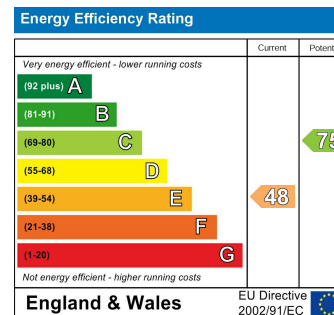 Energy Efficiency Rating
Current Potent
Very energy efficient - lower running costs
(92 plus) A
(81-91) B
(69-80) C 75
(55-68) D
(39-54) E 48
(21-38) F
(1-20) G
Not energy efficient - higher running costs
England & Wales
EU Directive
2002/91/EC